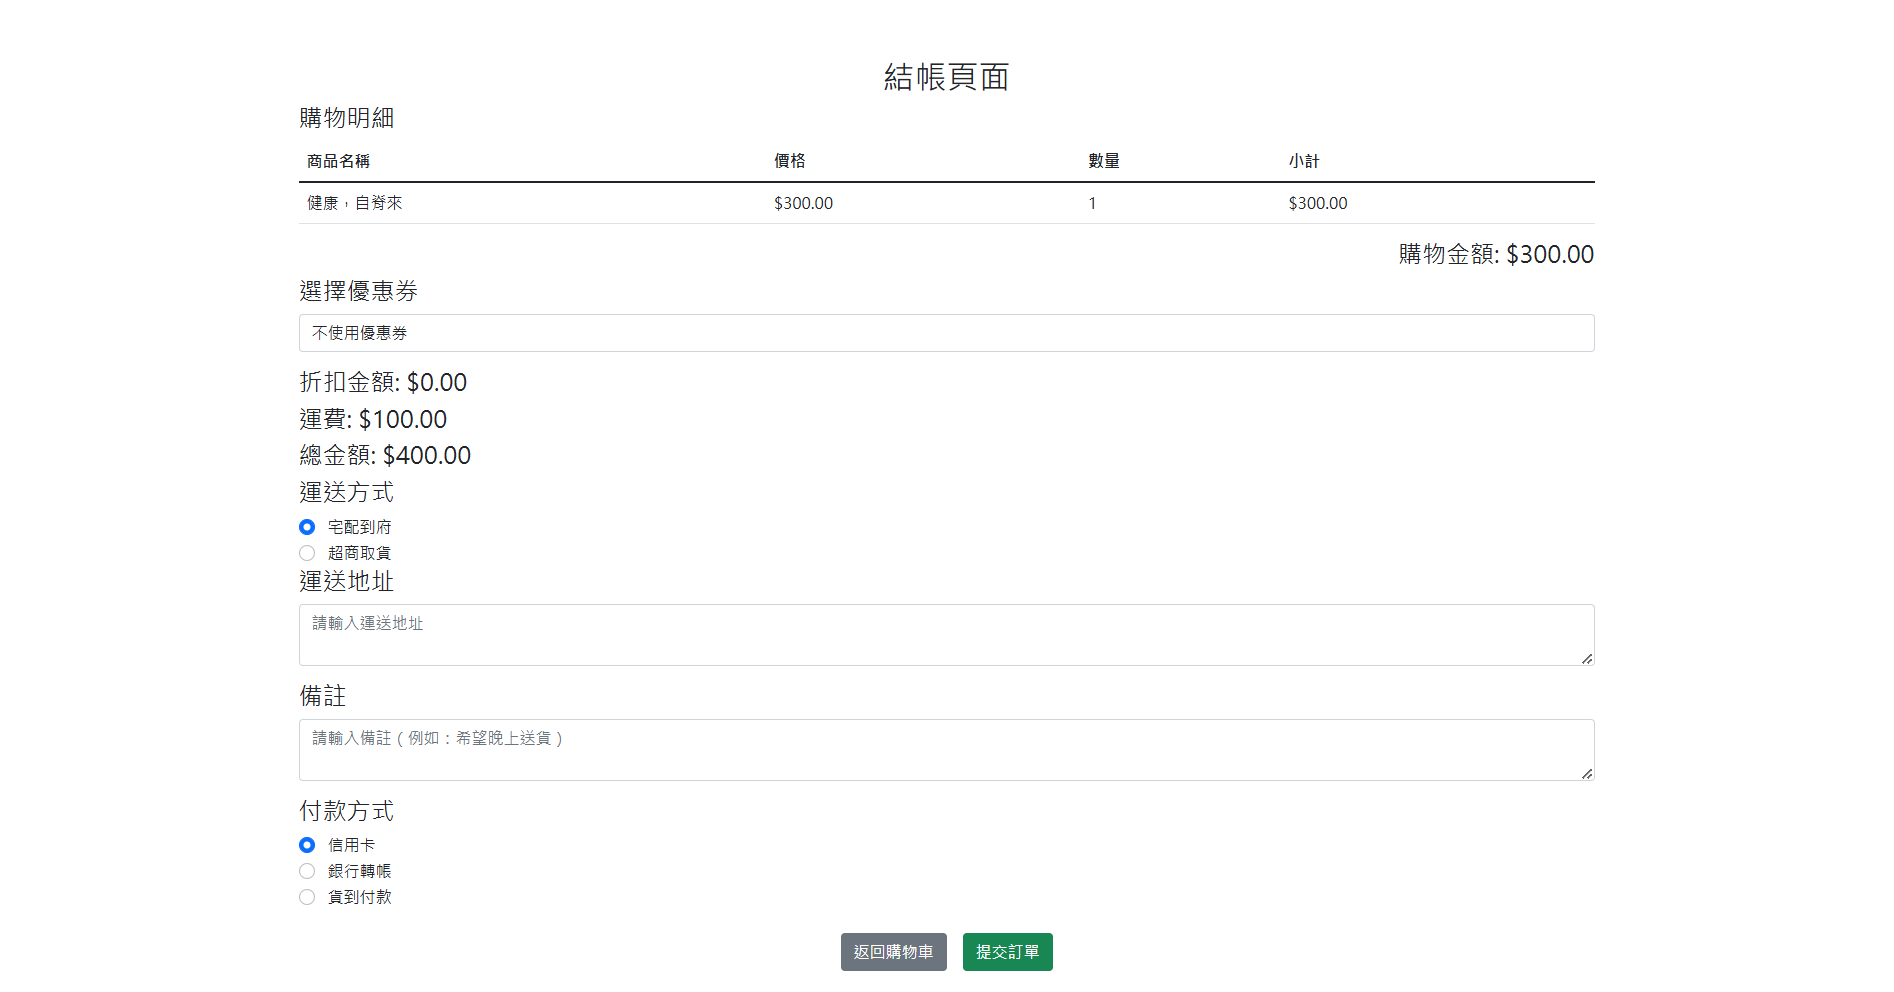 結帳頁面
購物明細
商品名稱 價格 數量 小計
健康，自脊來 $300.00 1 $300.00
購物金額: $300.00
選擇優惠券
不使用優惠券
折扣金額: $0.00
運費: $100.00
總金額: $400.00
運送方式
宅配到府
超商取貨
運送地址
請輸入運送地址
備註
請輸入備註（例如：希望晚上送貨）
付款方式
信用卡
銀行轉帳
貨到付款
返回購物車 提交訂單